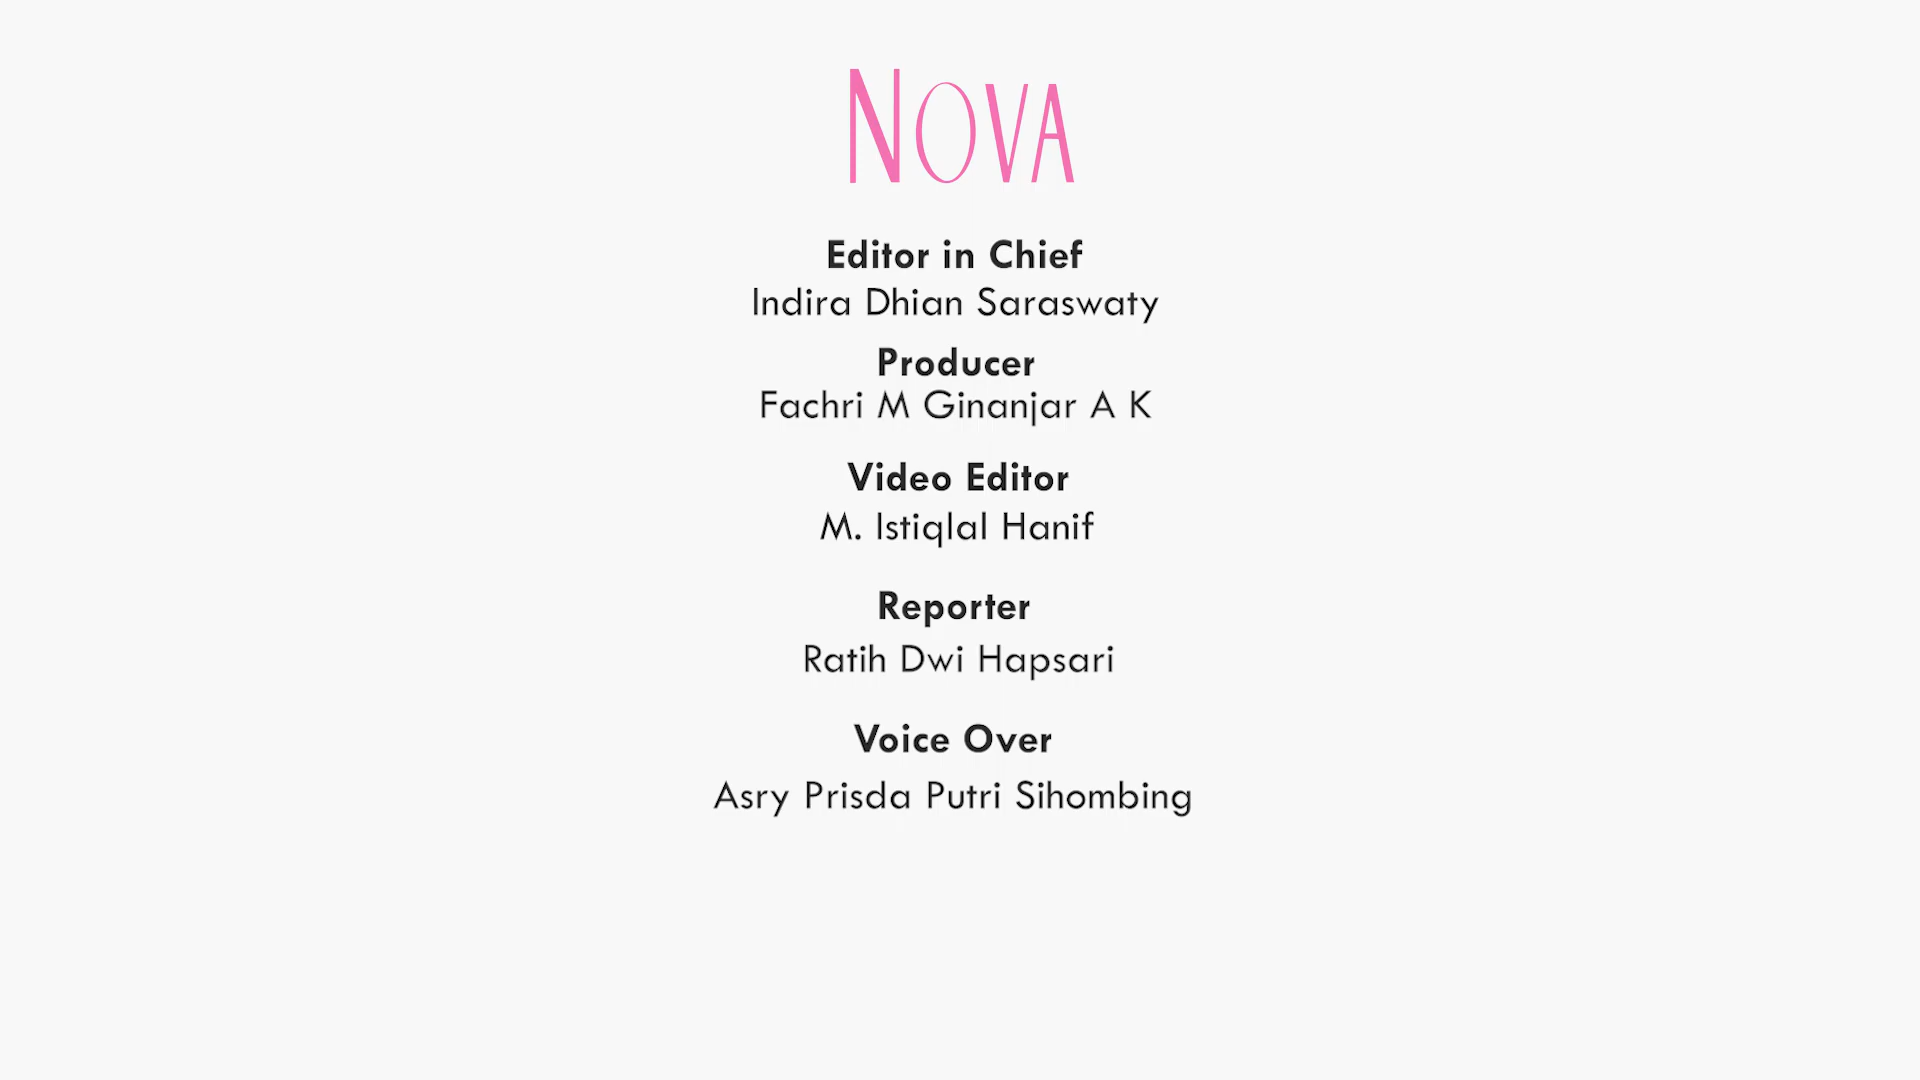 NOVA
Editor in Chief
Indira Dhian Saraswaty
Producer
Fachri M Ginanjar A K
Video Editor
M. Istiqlal Hanif
Reporter
Ratih Dwi Hapsari
Voice Over
Asry Prisda Putri Sihombing